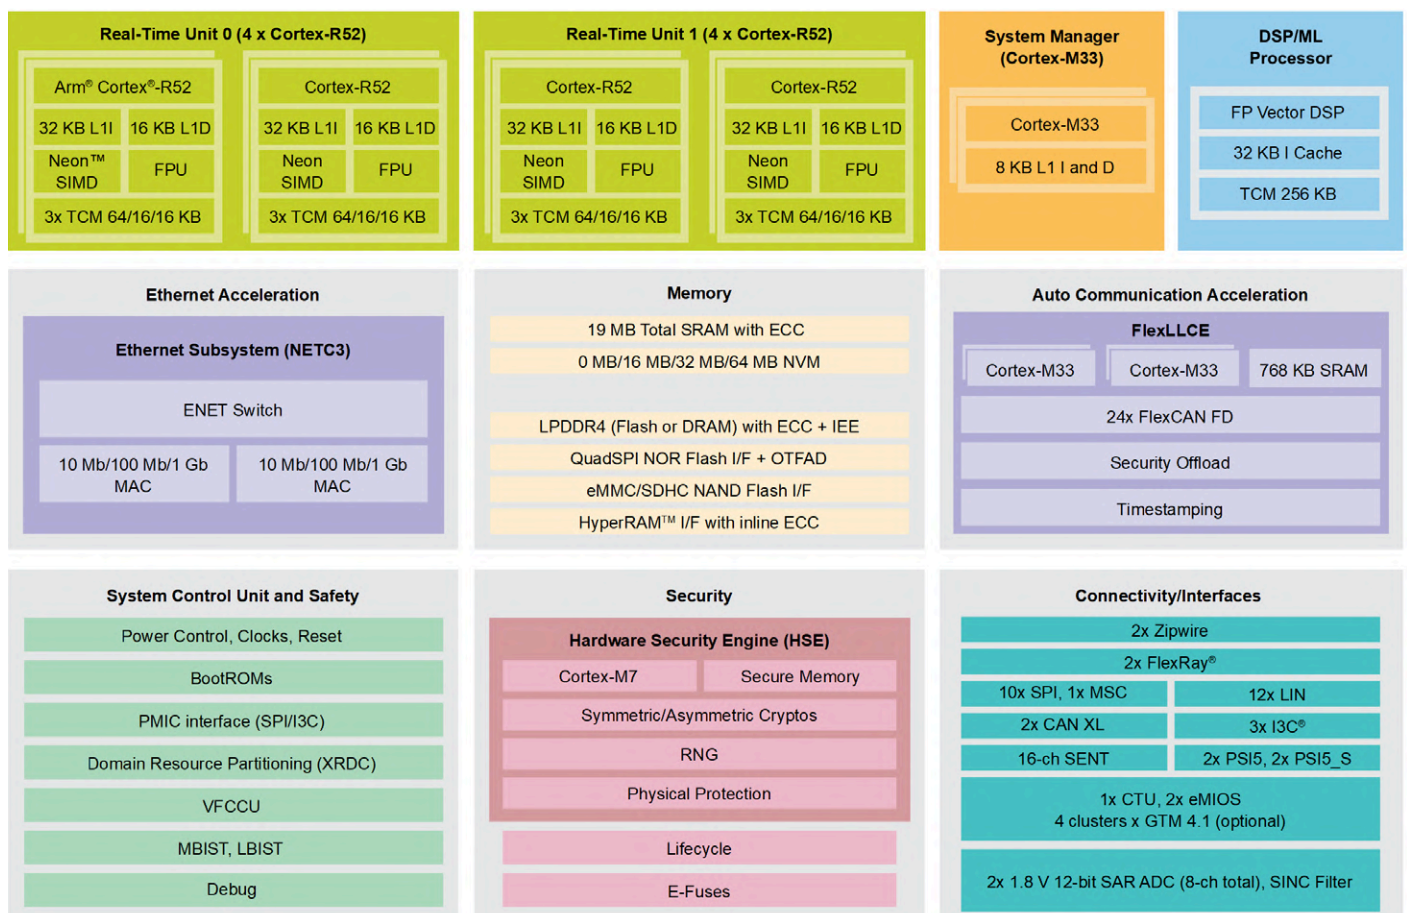 Real-Time Unit 0 (4 x Cortex-R52)
Arm® Cortex®-R52
32 KB L1I
16 KB L1D
Neon™
SIMD
FPU
3x TCM 64/16/16 KB
Cortex-R52
32 KB L1I
16 KB L1D
Neon
SIMD
FPU
3x TCM 64/16/16 KB
Real-Time Unit 1 (4 x Cortex-R52)
Cortex-R52
32 KB L1I
16 KB L1D
Neon
SIMD
FPU
3x TCM 64/16/16 KB
Cortex-R52
32 KB L1I
16 KB L1D
Neon
SIMD
FPU
3x TCM 64/16/16 KB
System Manager
(Cortex-M33)
Cortex-M33
8 KB L1 I and D
DSP/ML
Processor
FP Vector DSP
32 KB I Cache
TCM 256 KB
Ethernet Acceleration
Ethernet Subsystem (NETC3)
ENET Switch
10 Mb/100 Mb/1 Gb
MAC
10 Mb/100 Mb/1 Gb
MAC
Memory
19 MB Total SRAM with ECC
0 MB/16 MB/32 MB/64 MB NVM
LPDDR4 (Flash or DRAM) with ECC + IEE
QuadSPI NOR Flash I/F + OTFAD
eMMC/SDHC NAND Flash I/F
HyperRAM™ I/F with inline ECC
Auto Communication Acceleration
FlexLLCE
Cortex-M33
Cortex-M33
768 KB SRAM
24x FlexCAN FD
Security Offload
Timestamping
System Control Unit and Safety
Power Control, Clocks, Reset
BootROMs
PMIC interface (SPI/I3C)
Domain Resource Partitioning (XRDC)
VFCCU
MBIST, LBIST
Debug
Security
Hardware Security Engine (HSE)
Cortex-M7
Secure Memory
Symmetric/Asymmetric Cryptos
RNG
Physical Protection
Lifecycle
E-Fuses
Connectivity/Interfaces
2x Zipwire
2x FlexRay®
10x SPI, 1x MSC
12x LIN
2x CAN XL
3x I3C®
16-ch SENT
2x PSI5, 2x PSI5_S
1x CTU, 2x eMIOS
4 clusters x GTM 4.1 (optional)
2x 1.8 V 12-bit SAR ADC (8-ch total), SINC Filter